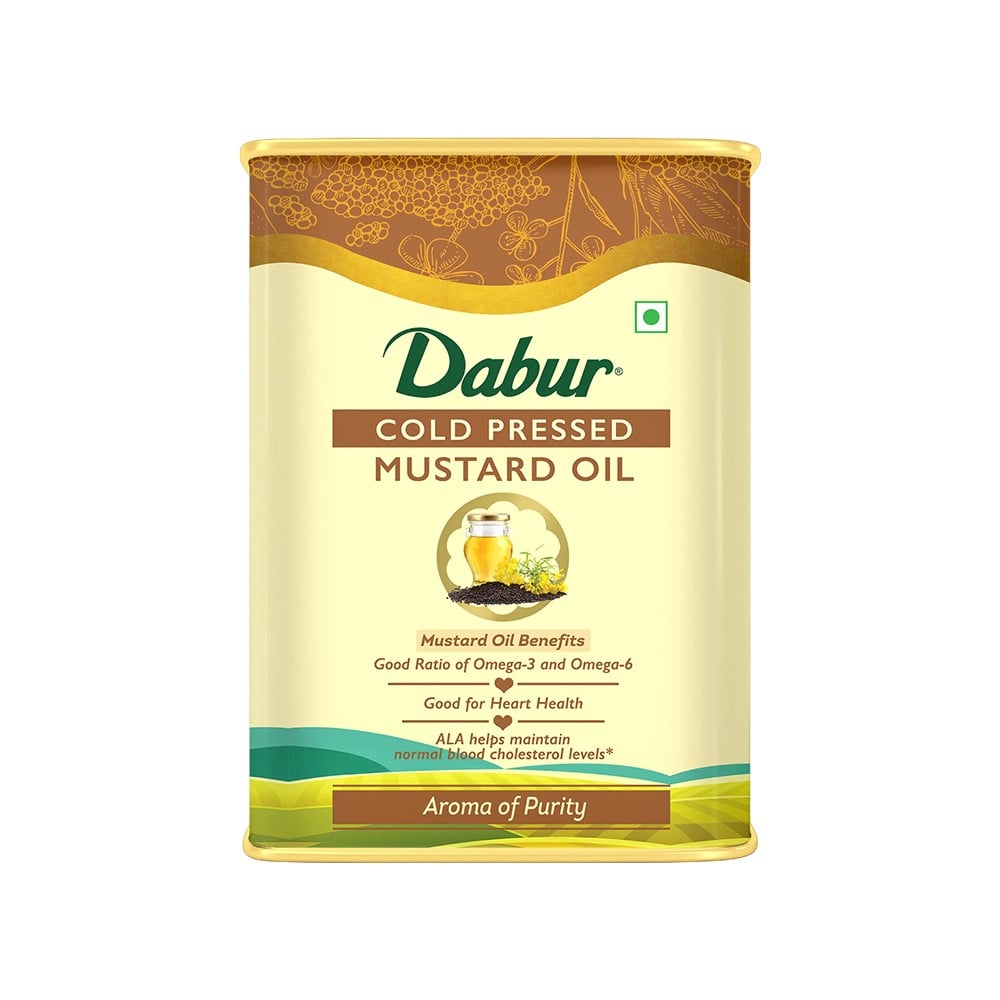 Dabur®
COLD PRESSED
MUSTARD OIL
Mustard Oil Benefits
Good Ratio of Omega-3 and Omega-6
Good for Heart Health
ALA helps maintain
normal blood cholesterol levels*
Aroma of Purity